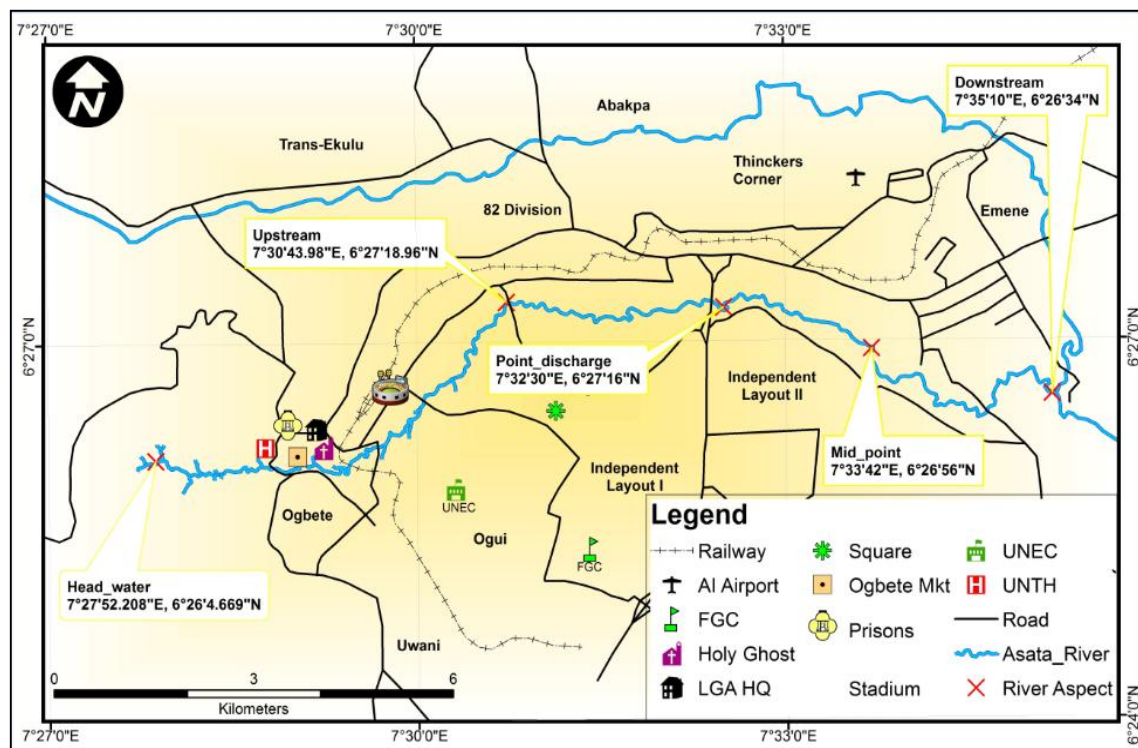 7°27'0"E
7°30'0"E
7°33'0"E
N
Downstream
7°35'10"E, 6°26'34"N
Abakpa
Trans-Ekulu
Thinckers
Corner
82 Division
Emene
Upstream
7°30'43.98"E, 6°27'18.96"N
6°27'0"N
6°27'0"N
Point_discharge
7°32'30"E, 6°27'16"N
Independent
Layout II
Mid_point
7°33'42"E, 6°26'56"N
H
Independent
Layout I
UNEC
Ogbete
Ogui
FGC
Head_water
7°27'52.208"E, 6°26'4.669"N
Uwani
Legend
Railway
Square
UNEC
AI Airport
Ogbete Mkt
H
UNTH
FGC
Prisons
Road
Holy Ghost
Asata_River
LGA HQ
Stadium
River Aspect
0
3
6
Kilometers
6°24'0"N
7°27'0"E
7°30'0"E
7°33'0"E